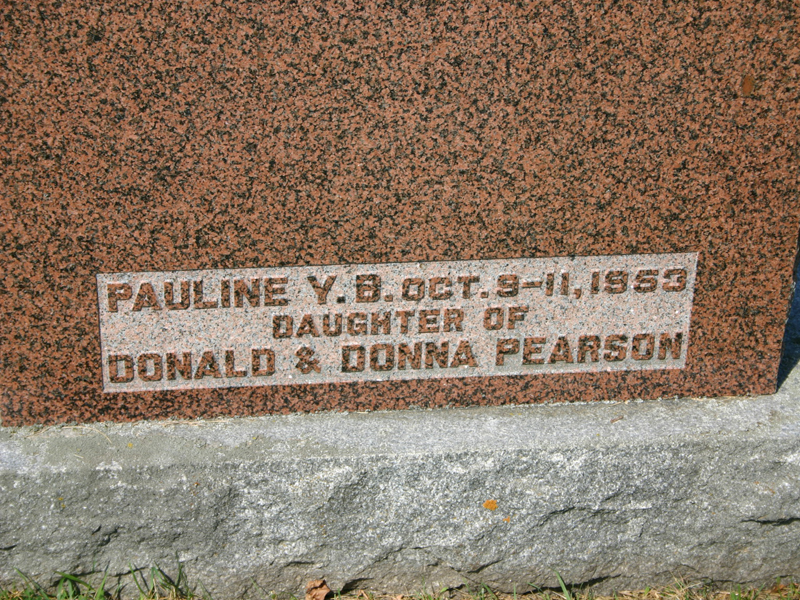 PAULINE Y.B. OCT. 9-11, 1953
DAUGHTER OF
DONALD & DONNA PEARSON